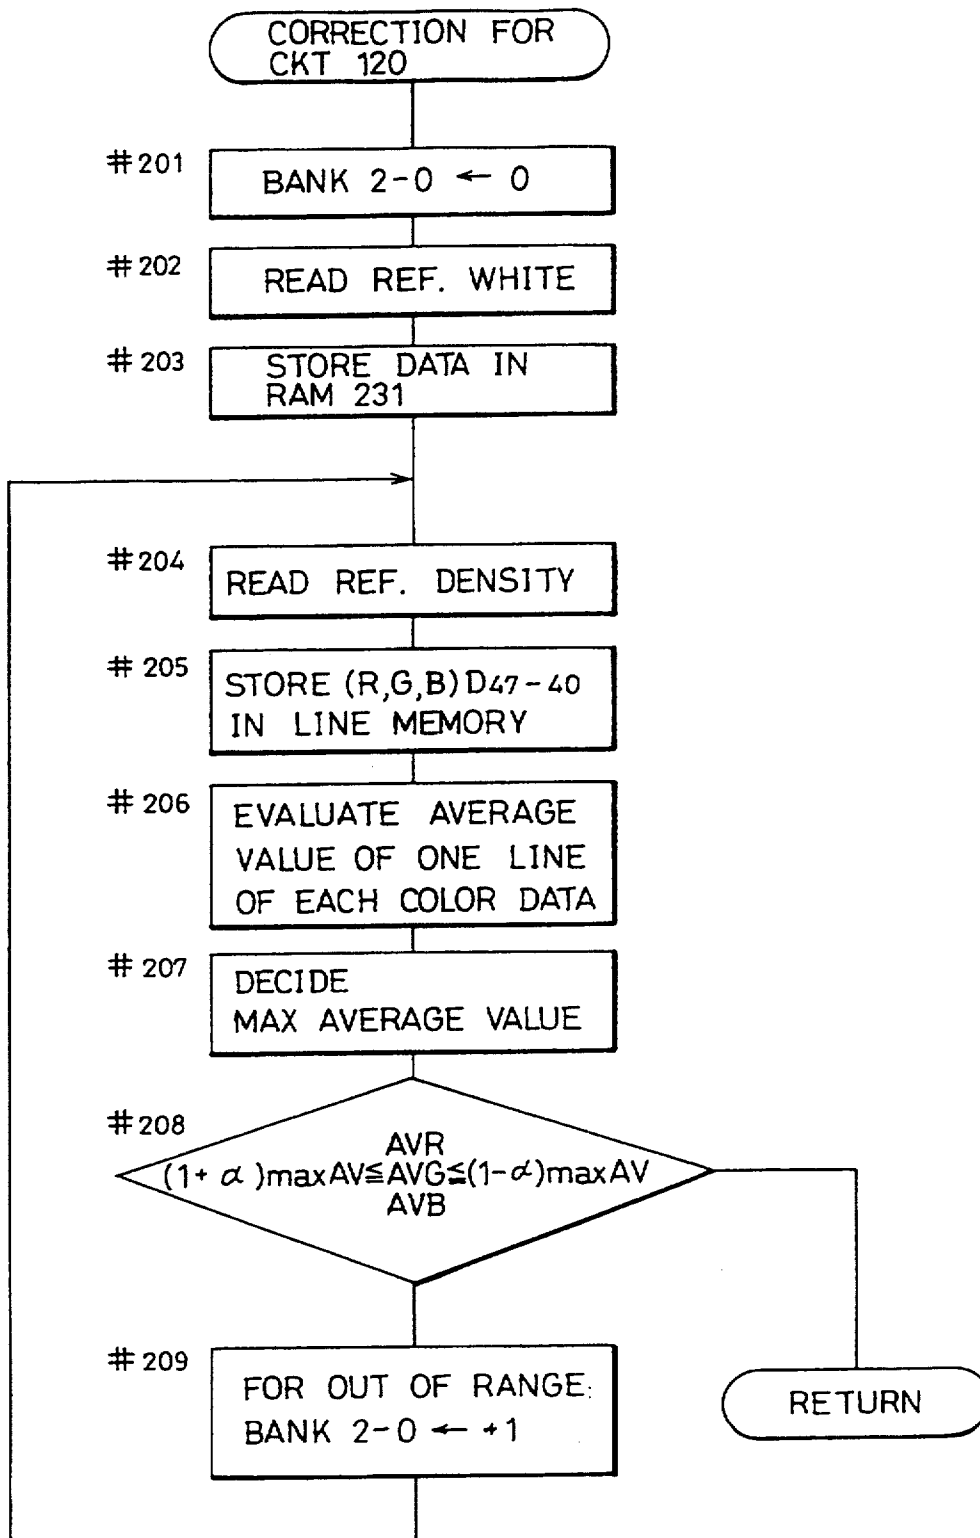 CORRECTION FOR
CKT 120
#201
BANK 2-0 ← 0
#202
READ REF. WHITE
#203
STORE DATA IN
RAM 231
#204
READ REF. DENSITY
#205
STORE (R,G,B) D47-40
IN LINE MEMORY
#206
EVALUATE AVERAGE
VALUE OF ONE LINE
OF EACH COLOR DATA
#207
DECIDE
MAX AVERAGE VALUE
#208
AVR
(1+α)maxAV≦AVG≦(1-α)maxAV
AVB
#209
FOR OUT OF RANGE:
BANK 2-0 ← +1
RETURN